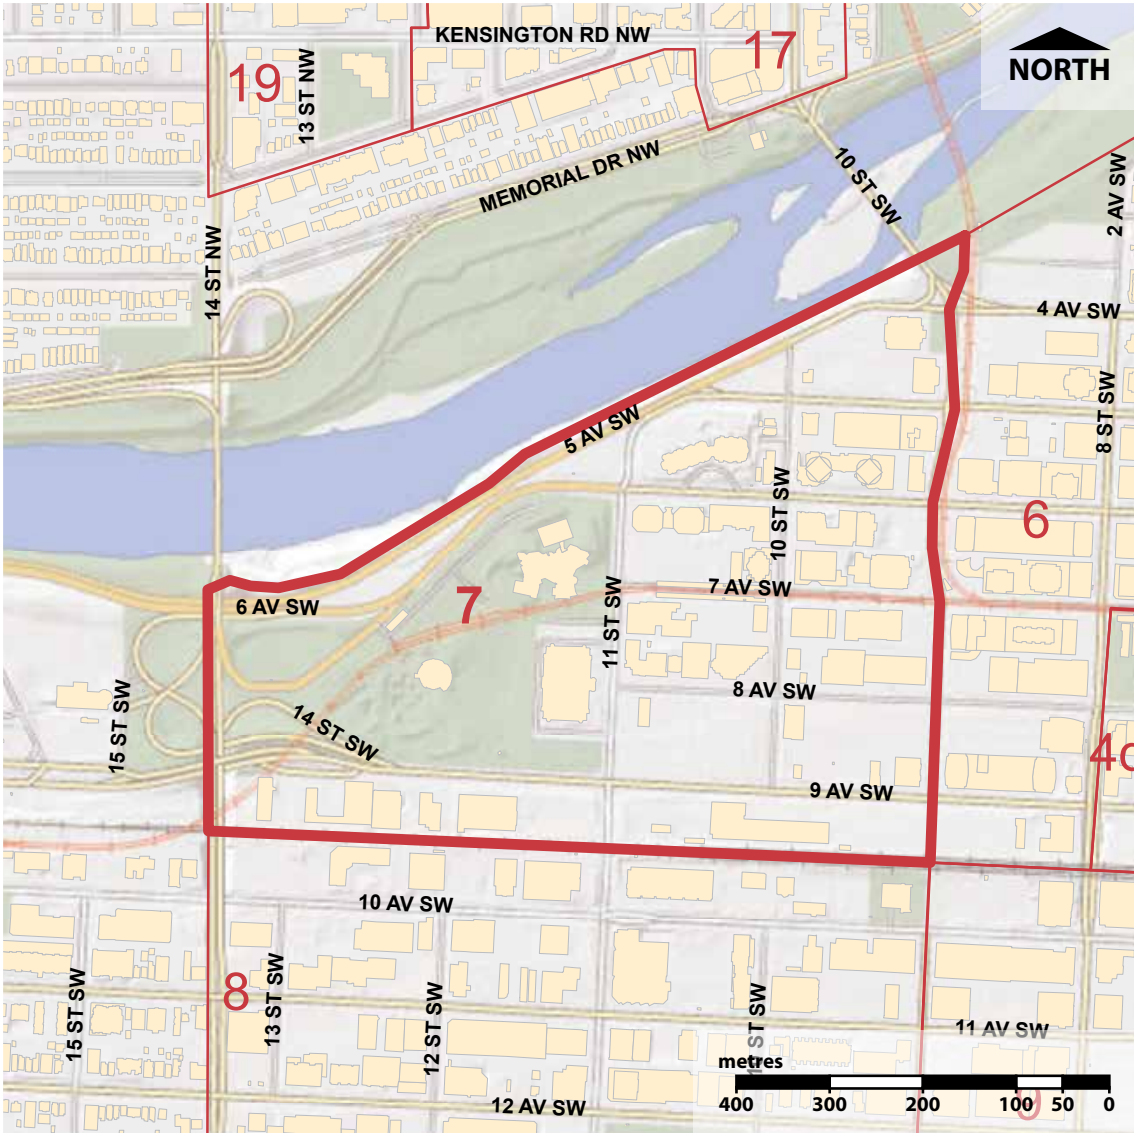 KENSINGTON RD NW
17
19
13 ST NW
NORTH
MEMORIAL DR NW
10 ST SW
2 AV SW
14 ST NW
4 AV SW
8 ST SW
5 AV SW
10 ST SW
6
7
6 AV SW
7 AV SW
11 ST SW
8 AV SW
15 ST SW
14 ST SW
4c
9 AV SW
10 AV SW
8
15 ST SW
13 ST SW
12 ST SW
ST SW
11 AV SW
metres
400 300 200 100 50 0
9
12 AV SW